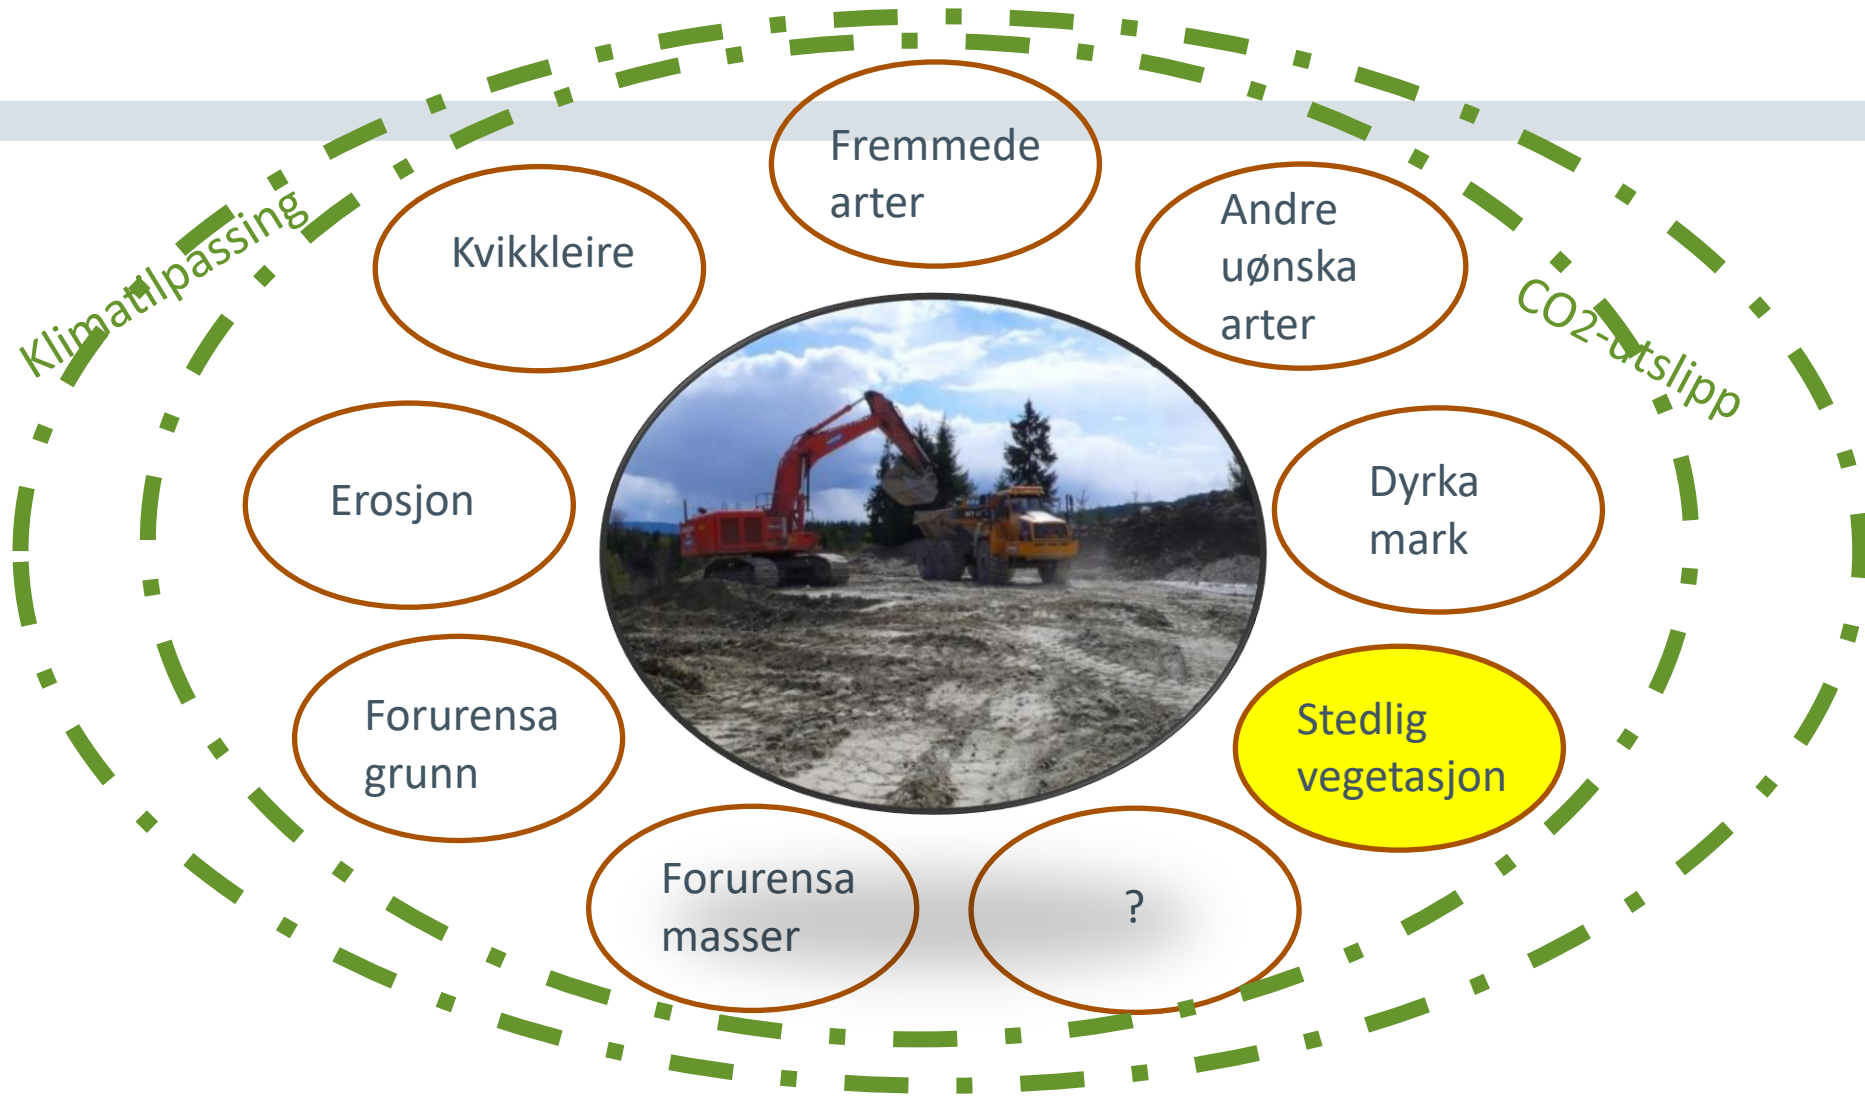 Fremmede
arter
Kvikkleire
Andre
uønska
arter
Klimatilpassing
CO2-utslipp
Erosjon
Dyrka
mark
Forurensa
grunn
Stedlig
vegetasjon
Forurensa
masser
?